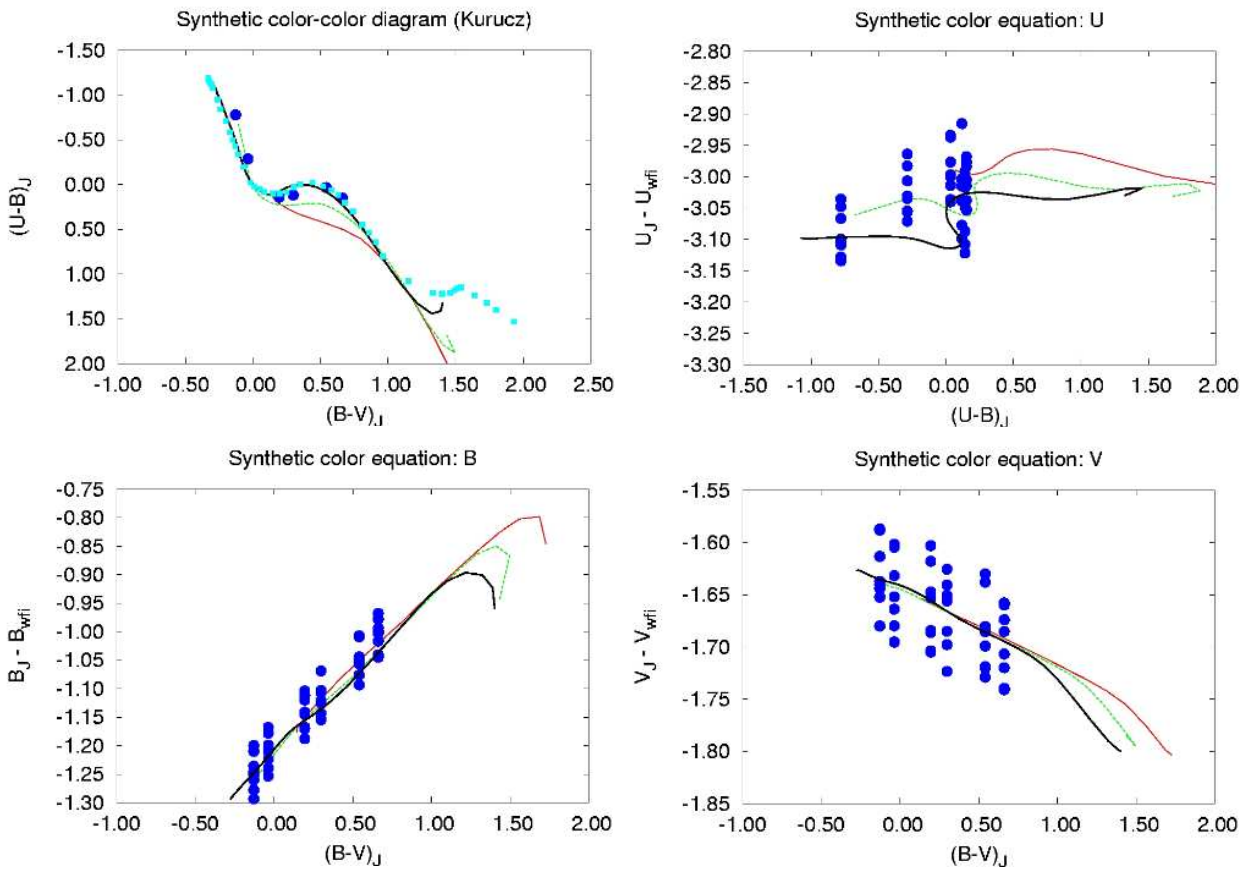 Synthetic color-color diagram (Kurucz)
-1.50
-1.00
-0.50
0.00
0.50
1.00
1.50
2.00
(U-B)J
-1.00 -0.50 0.00 0.50 1.00 1.50 2.00 2.50
(B-V)J
Synthetic color equation: U
-2.80
-2.85
-2.90
-2.95
-3.00
-3.05
-3.10
-3.15
-3.20
-3.25
-3.30
UJ - Uwfi
-1.50 -1.00 -0.50 0.00 0.50 1.00 1.50 2.00
(U-B)J
Synthetic color equation: B
-0.75
-0.80
-0.85
-0.90
-0.95
-1.00
-1.05
-1.10
-1.15
-1.20
-1.25
-1.30
BJ - Bwfi
-1.00 -0.50 0.00 0.50 1.00 1.50 2.00
(B-V)J
Synthetic color equation: V
-1.55
-1.60
-1.65
-1.70
-1.75
-1.80
-1.85
VJ - Vwfi
-1.00 -0.50 0.00 0.50 1.00 1.50 2.00
(B-V)J